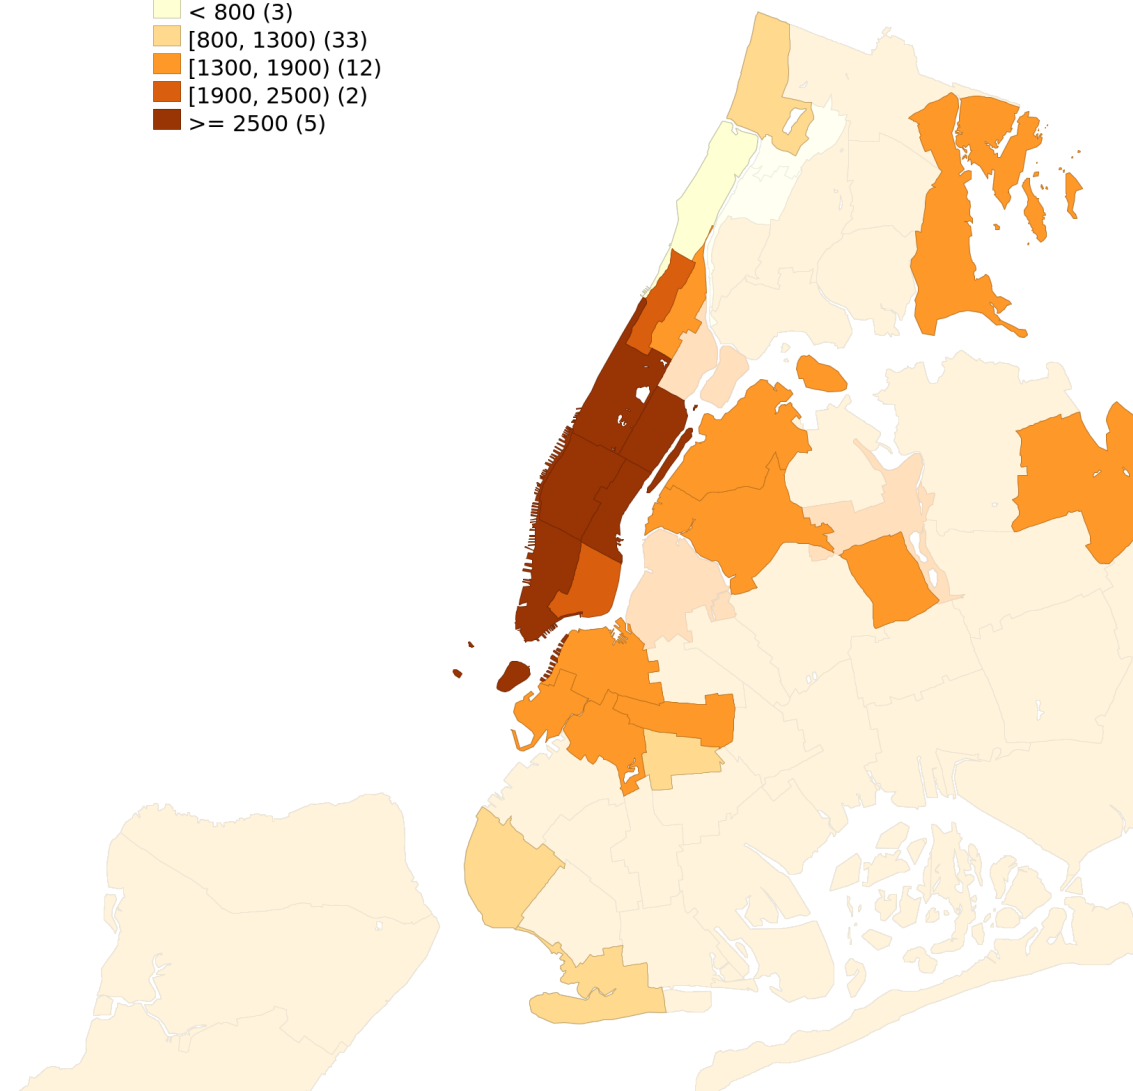 < 800 (3)
[800, 1300) (33)
[1300, 1900) (12)
[1900, 2500) (2)
>= 2500 (5)